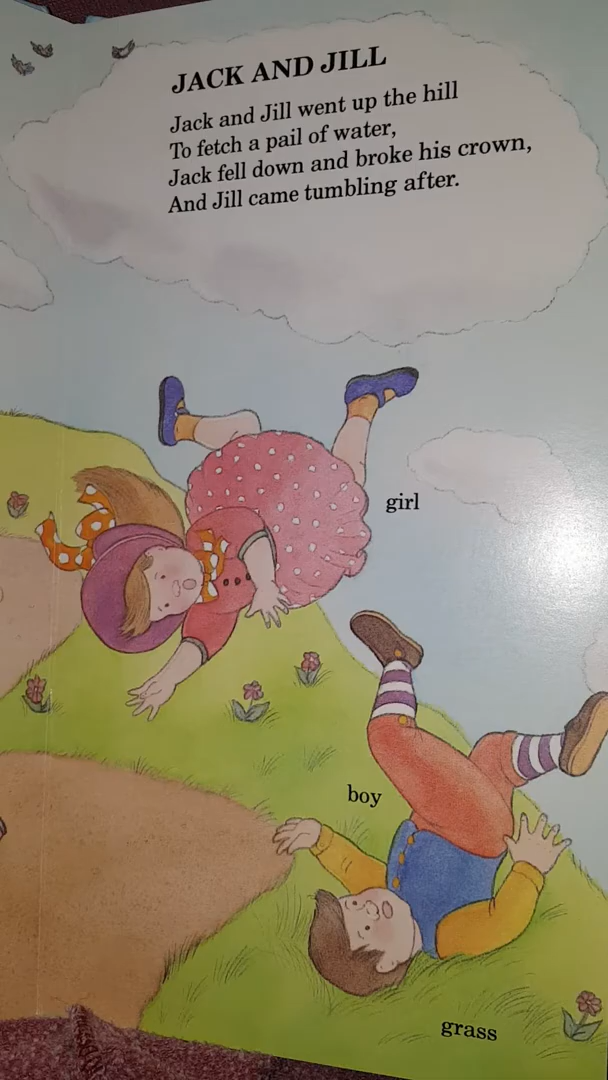 JACK AND JILL
Jack and Jill went up the hill
To fetch a pail of water,
Jack fell down and broke his crown,
And Jill came tumbling after.
girl
boy
grass